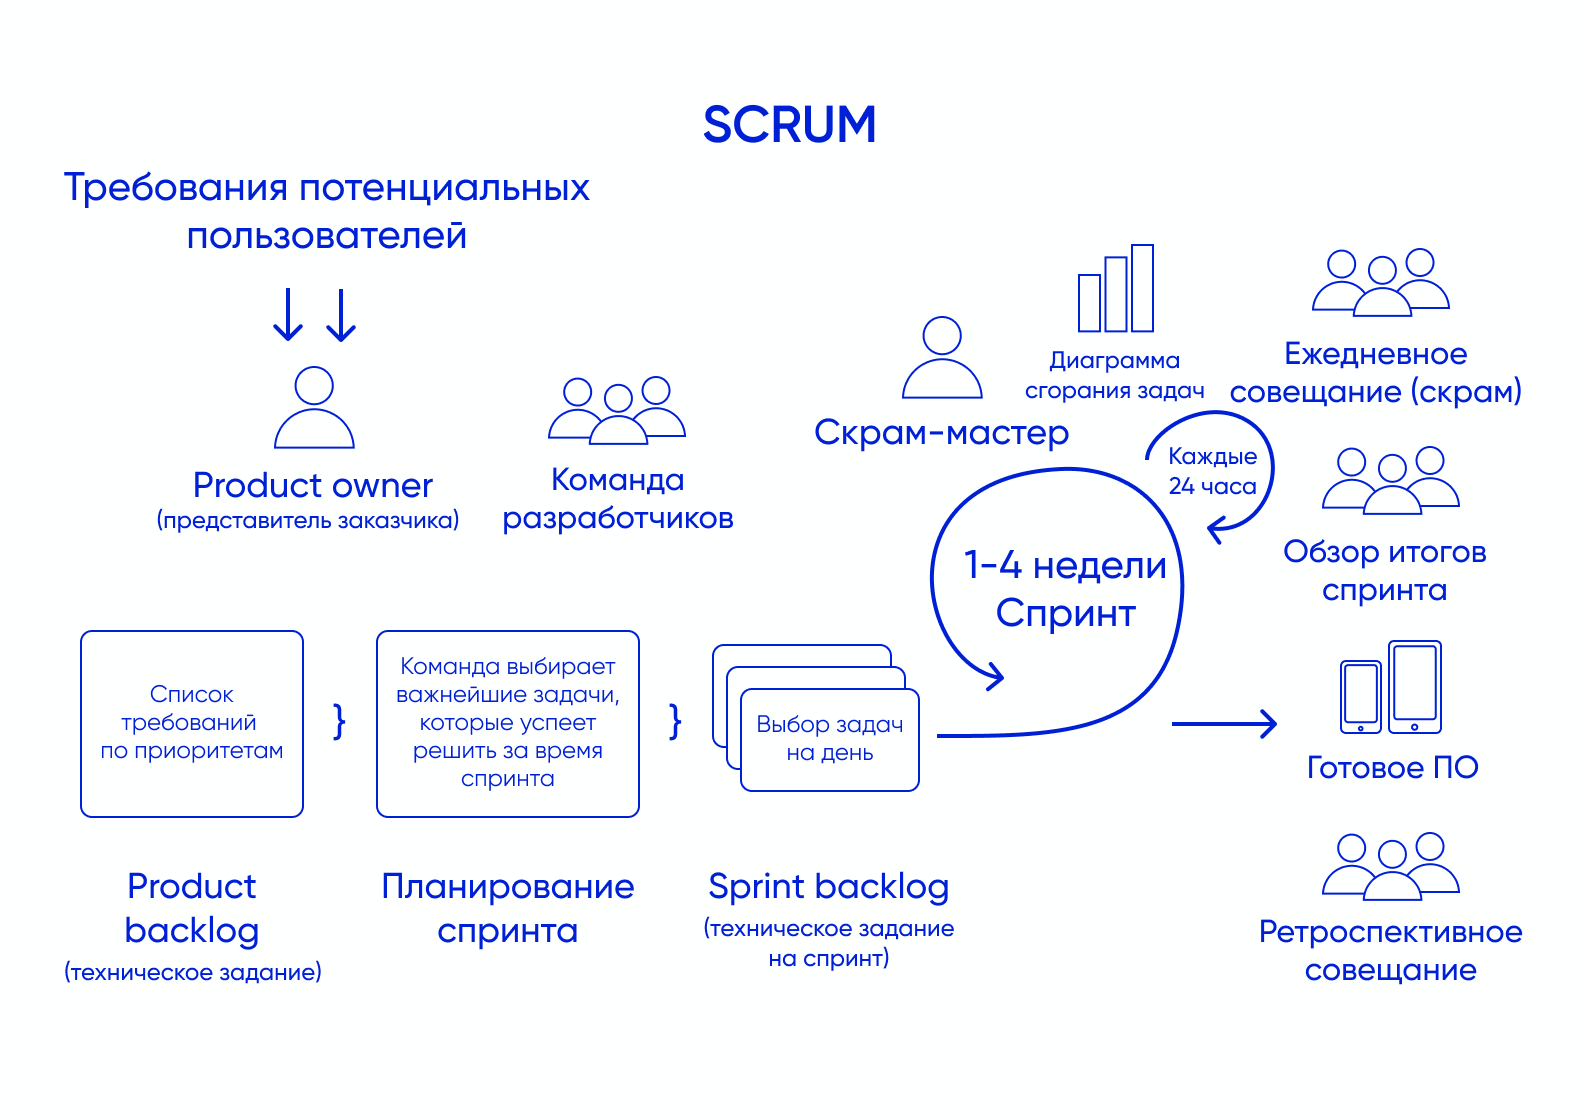 SCRUM
Требования потенциальных
пользователей
Product owner
(представитель заказчика)
Команда
разработчиков
Скрам-мастер
Диаграмма
сгорания задач
Ежедневное
совещание (скрам)
Каждые
24 часа
1-4 недели
Спринт
Обзор итогов
спринта
Список
требований
по приоритетам
}
Команда выбирает
важнейшие задачи,
которые успеет
решить за время
спринта
}
Выбор задач
на день
Готовое ПО
Product
backlog
(техническое задание)
Планирование
спринта
Sprint backlog
(техническое задание
на спринт)
Ретроспективное
совещание